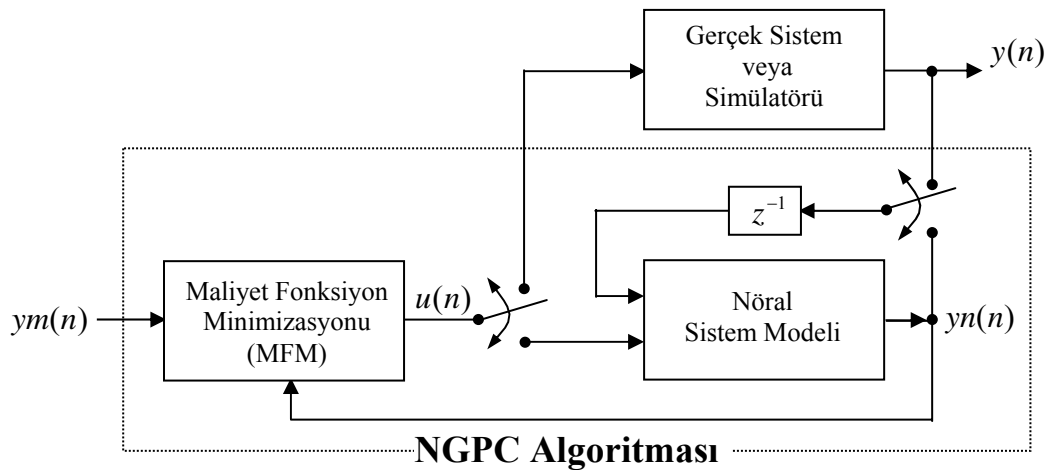 Gerçek Sistem
veya
Simülatörü
y(n)
z⁻¹
Maliyet Fonksiyon
Minimizasyonu
(MFM)
ym(n)
u(n)
Nöral
Sistem Modeli
yn(n)
NGPC Algoritması